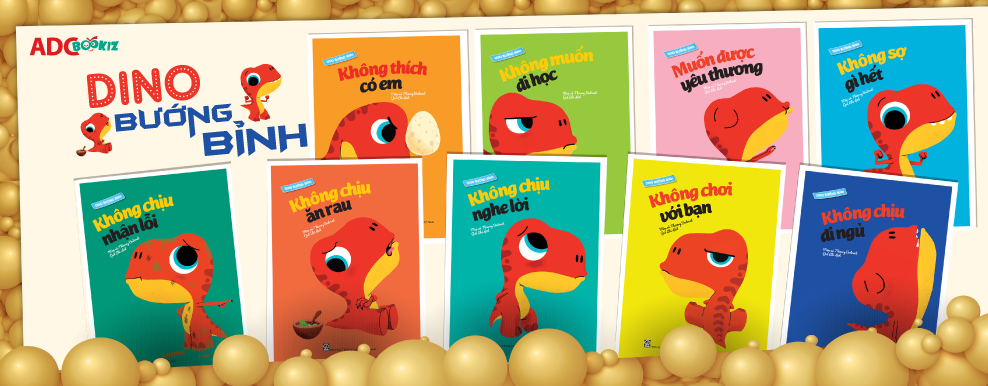 ADC BOOKIZ
DINO
BƯỚNG
BỈNH
Không thích
có em
Không muốn
đi học
Muốn được
yêu thương
Không sợ
gì hết
Không chịu
nhận lỗi
Không chịu
ăn rau
Không chịu
nghe lời
Không chơi
với bạn
Không chịu
đi ngủ